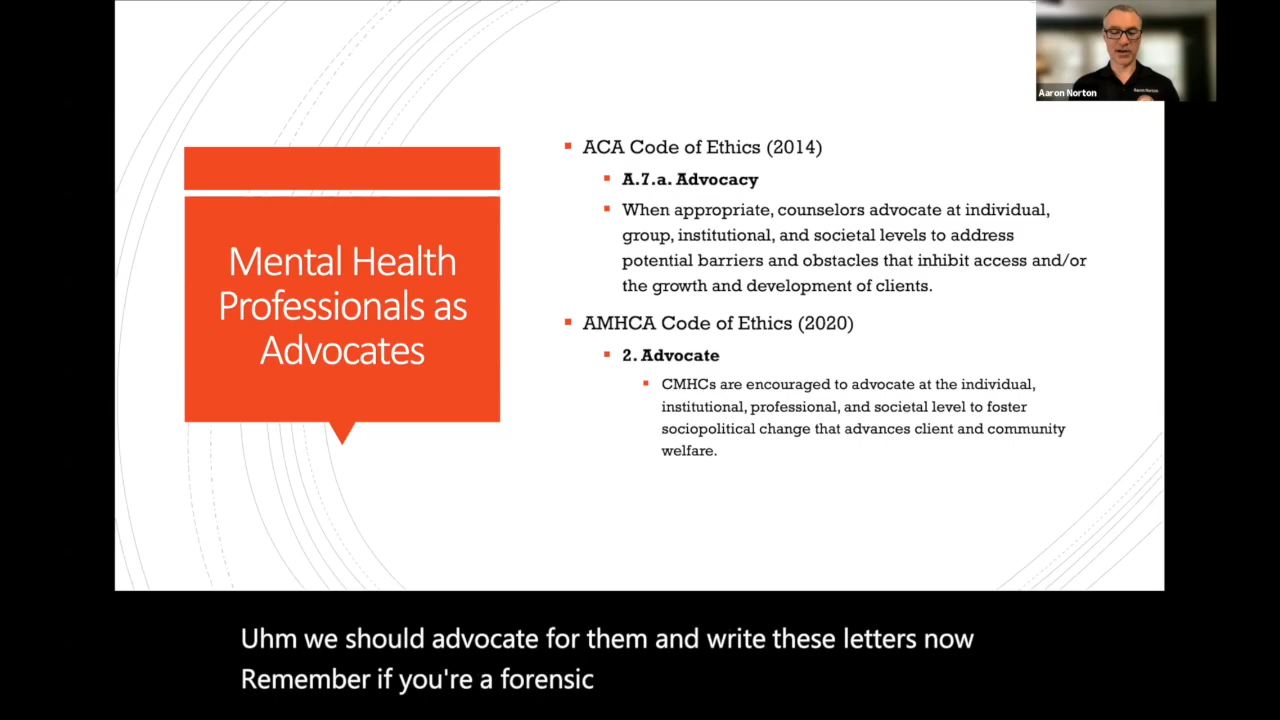 Aaron Norton
Mental Health
Professionals as
Advocates
ACA Code of Ethics (2014)
A.7.a. Advocacy
When appropriate, counselors advocate at individual,
group, institutional, and societal levels to address
potential barriers and obstacles that inhibit access and/or
the growth and development of clients.
AMHCA Code of Ethics (2020)
2. Advocate
CMHCs are encouraged to advocate at the individual,
institutional, professional, and societal level to foster
sociopolitical change that advances client and community
welfare.
Uhm we should advocate for them and write these letters now
Remember if you're a forensic